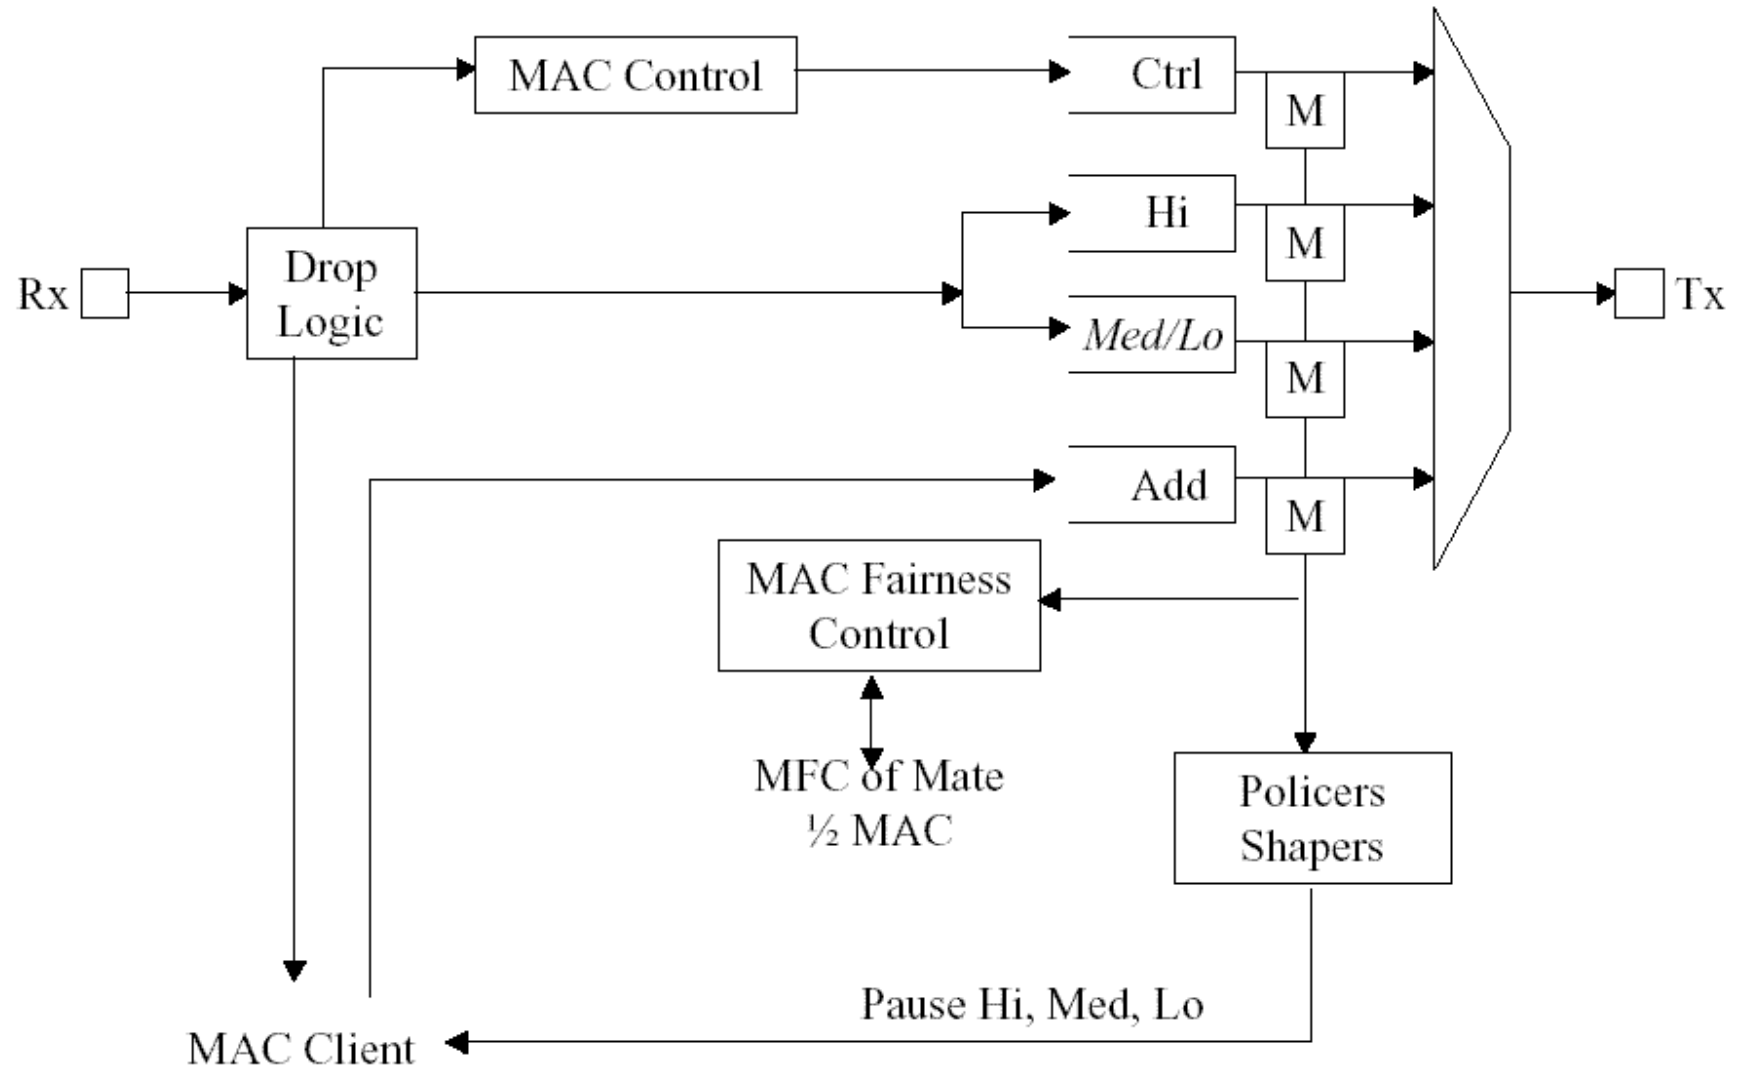 MAC Control
Ctrl
M
Hi
M
Rx
Drop
Logic
Tx
Med/Lo
M
Add
M
MAC Fairness
Control
MFC of Mate
½ MAC
Policers
Shapers
Pause Hi, Med, Lo
MAC Client